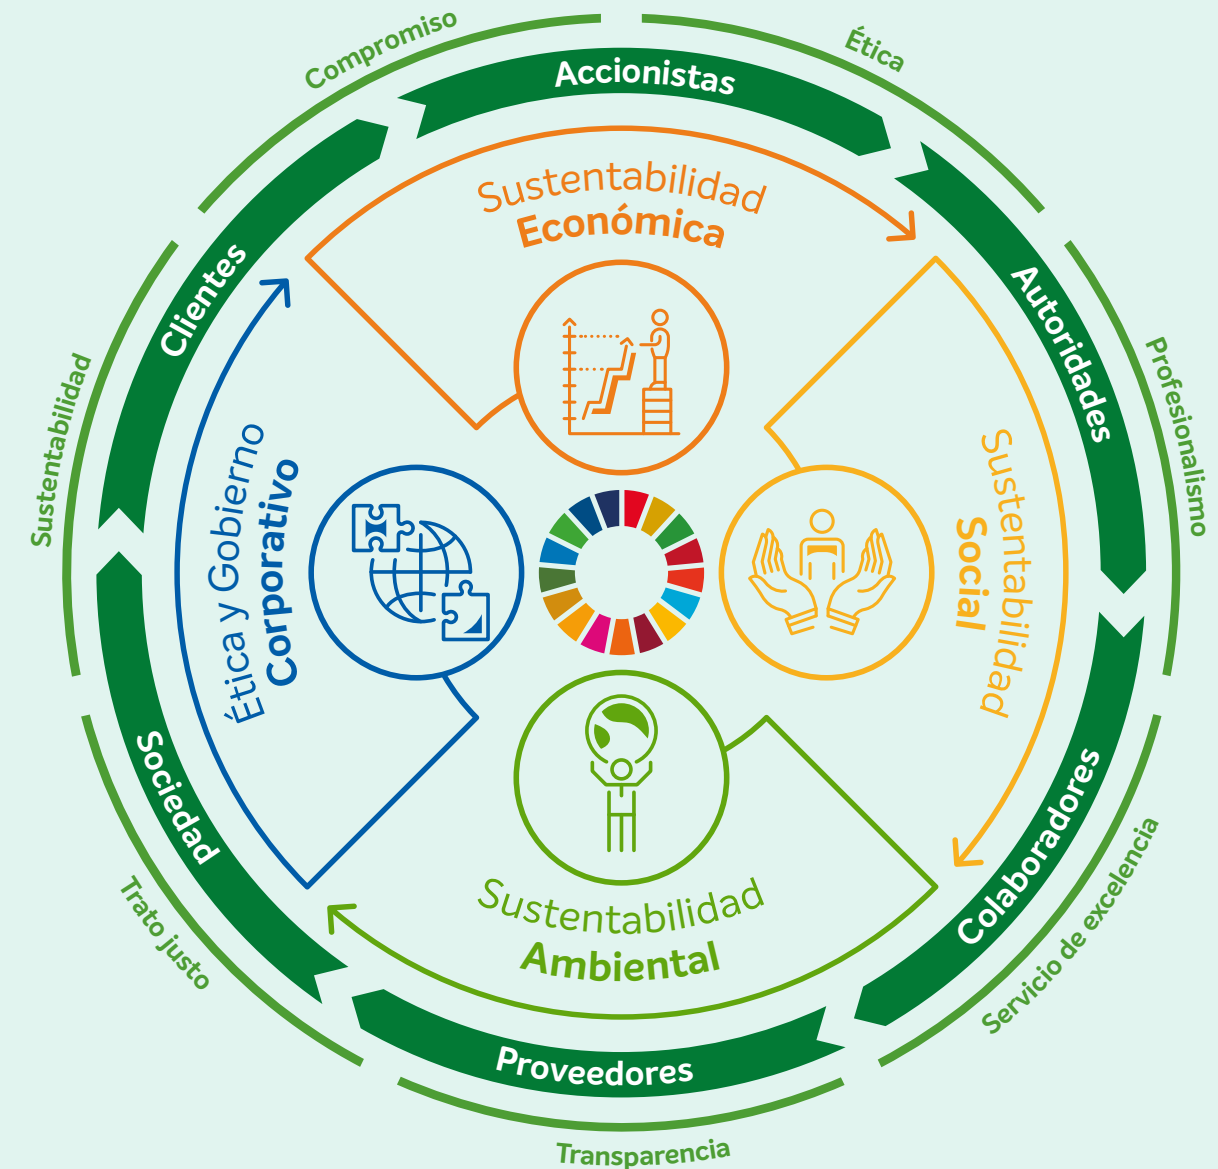 Compromiso
Ética
Profesionalismo
Servicio de excelencia
Transparencia
Trato justo
Sustentabilidad
Accionistas
Autoridades
Colaboradores
Proveedores
Sociedad
Clientes
Sustentabilidad
Económica
Sustentabilidad
Social
Sustentabilidad
Ambiental
Ética y Gobierno
Corporativo